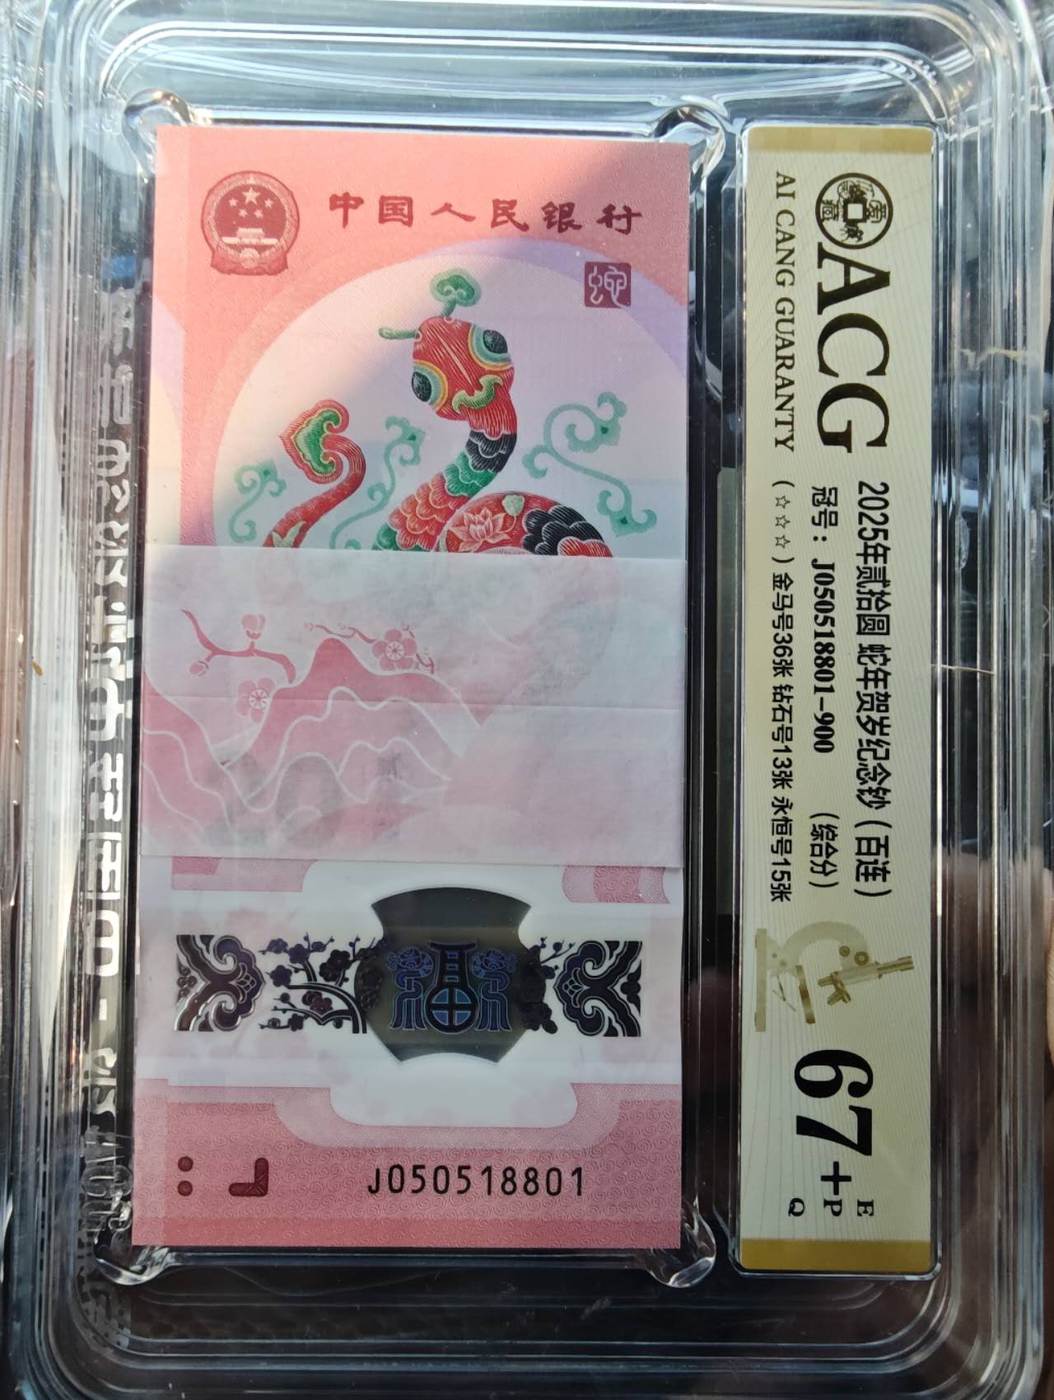 中国人民银行
蛇
福
J050518801
ACG
AI CANG GUARANTY
2025年贰拾圆 蛇年贺岁纪念钞（百连）
冠号：J050518801-900 （综合分）
（☆☆☆）金马号36张 钻石号13张 永恒号15张
67+
E
P
Q